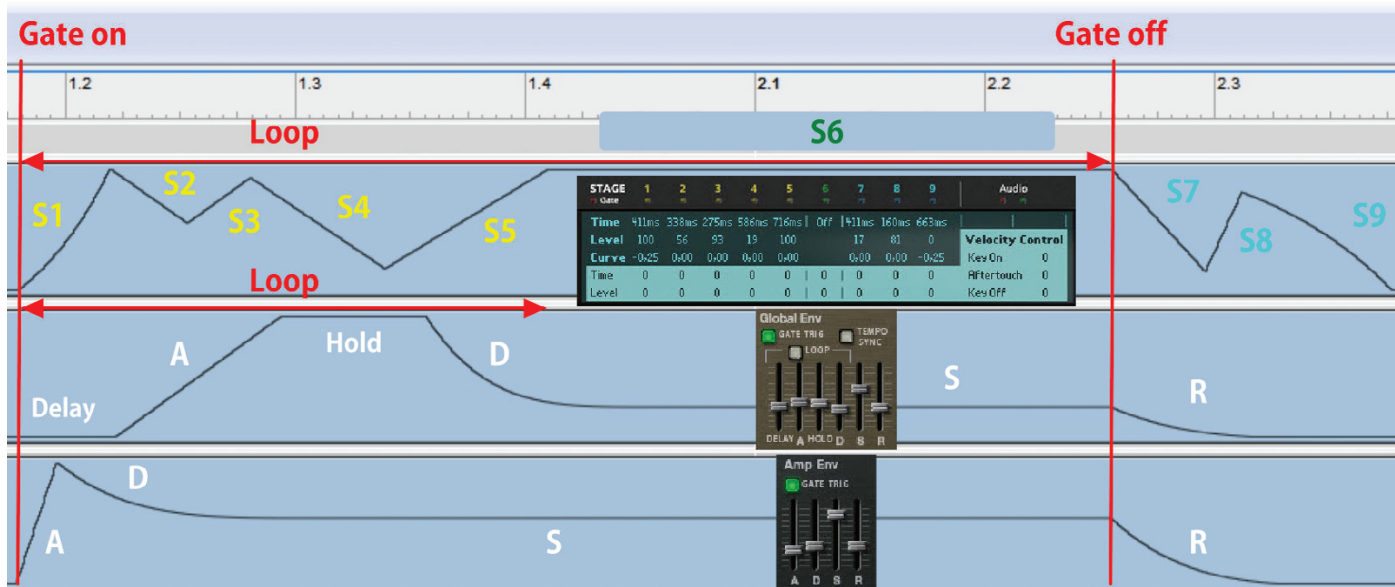 Gate on
Gate off
1.2 1.3 1.4 2.1 2.2 2.3
Loop
S6
S1
S2
S3
S4
S5
S7
S8
S9
STAGE 1 2 3 4 5 6 7 8 9 Audio
Gate
Time 411ms 338ms 275ms 586ms 716ms Off 411ms 160ms 663ms
Level 100 56 93 19 100 17 81 0 Velocity Control
Curve -0.25 0.00 0.00 0.00 0.00 0.00 0.00 -0.25 Key On 0
Time 0 0 0 0 0 0 0 0 0 Aftertouch 0
Level 0 0 0 0 0 0 0 0 0 Key Off 0
Loop
Global Env
GATE TRIG TEMPO SYNC
LOOP
DELAY A HOLD D S R
Delay
A
Hold
D
S
R
Amp Env
GATE TRIG
A D S R
A
D
S
R